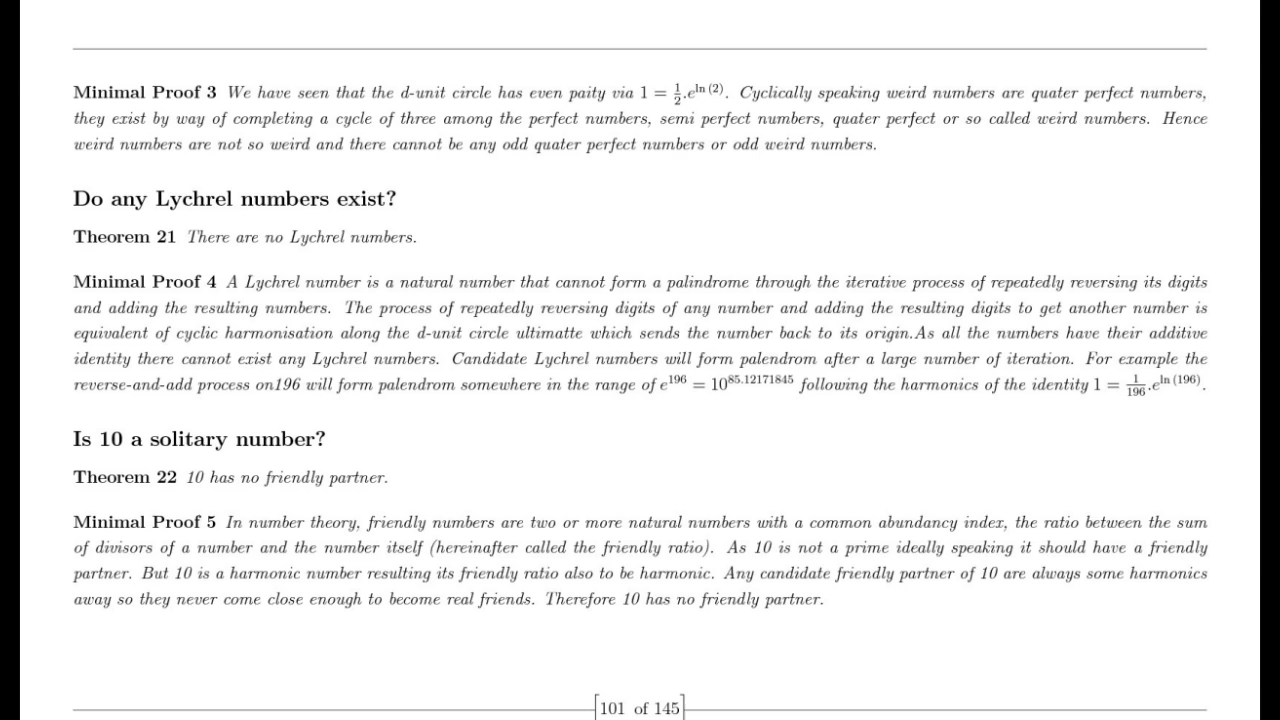 Minimal Proof 3 We have seen that the d-unit circle has even paity via 1 = 1/2.e^ln (2). Cyclically speaking weird numbers are quater perfect numbers,
they exist by way of completing a cycle of three among the perfect numbers, semi perfect numbers, quater perfect or so called weird numbers. Hence
weird numbers are not so weird and there cannot be any odd quater perfect numbers or odd weird numbers.
Do any Lychrel numbers exist?
Theorem 21 There are no Lychrel numbers.
Minimal Proof 4 A Lychrel number is a natural number that cannot form a palindrome through the iterative process of repeatedly reversing its digits
and adding the resulting numbers. The process of repeatedly reversing digits of any number and adding the resulting digits to get another number is
equivalent of cyclic harmonisation along the d-unit circle ultimatte which sends the number back to its origin.As all the numbers have their additive
identity there cannot exist any Lychrel numbers. Candidate Lychrel numbers will form palendrom after a large number of iteration. For example the
reverse-and-add process on196 will form palendrom somewhere in the range of e^196 = 10^85.12171845 following the harmonics of the identity 1 = 1/196.e^ln (196).
Is 10 a solitary number?
Theorem 22 10 has no friendly partner.
Minimal Proof 5 In number theory, friendly numbers are two or more natural numbers with a common abundancy index, the ratio between the sum
of divisors of a number and the number itself (hereinafter called the friendly ratio). As 10 is not a prime ideally speaking it should have a friendly
partner. But 10 is a harmonic number resulting its friendly ratio also to be harmonic. Any candidate friendly partner of 10 are always some harmonics
away so they never come close enough to become real friends. Therefore 10 has no friendly partner.
[101 of 145]